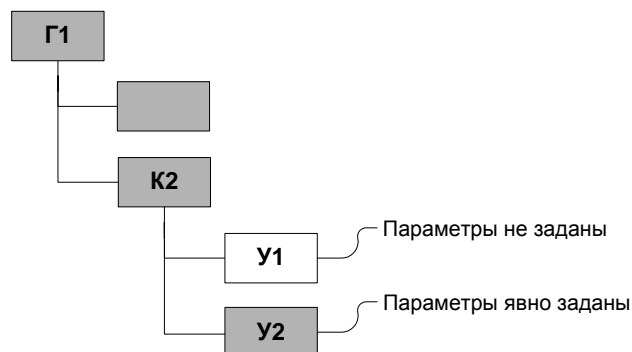 Г1
К2
Параметры не заданы
У1
Параметры явно заданы
У2